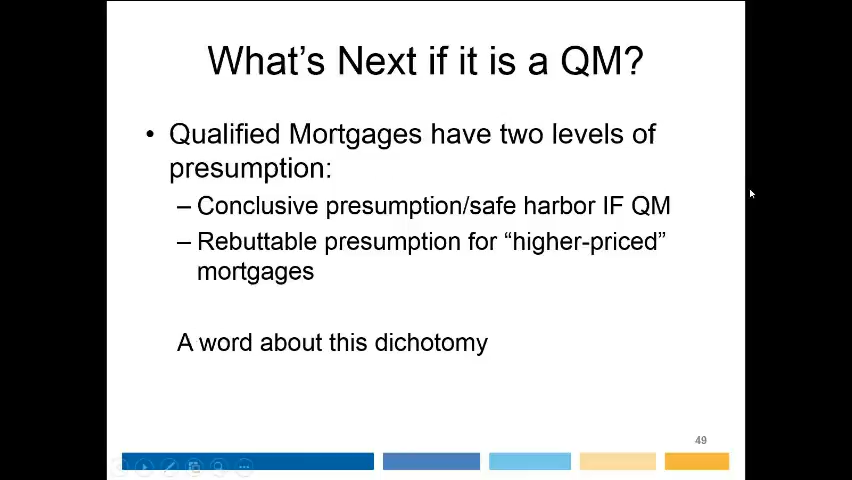 What’s Next if it is a QM?
• Qualified Mortgages have two levels of
presumption:
– Conclusive presumption/safe harbor IF QM
– Rebuttable presumption for “higher-priced”
mortgages
A word about this dichotomy
49